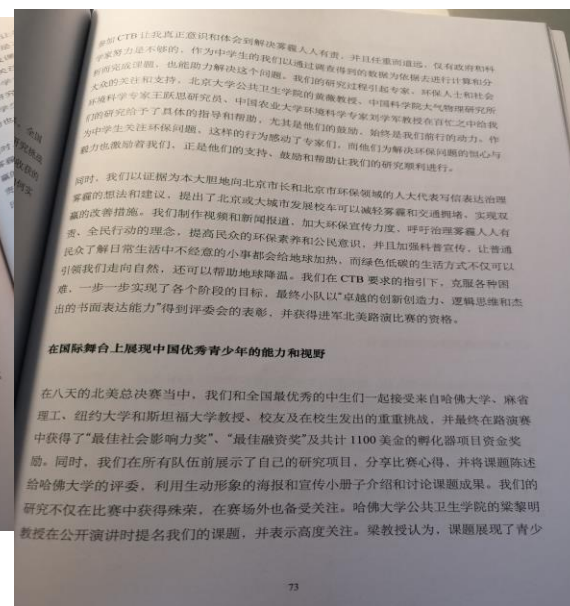 参加 CTB 让我真正意识和体会到解决雾霾人人有责，并且任重而道远，仅有政府和科
学家努力是不够的，作为中学生的我们以通过调查得到的数据为依据去进行计算和分
析而完成课题，也能助力解决这个问题。我们的研究过程引起专家、环保人士和社会
大众的关注和支持，北京大学公共卫生学院的黄薇教授、中国科学院大气物理研究所
环境科学专家王跃思研究员、中国农业大学环境科学专家刘学军教授在百忙之中给我
们的研究给予了具体的指导和帮助，尤其是他们的鼓励，始终是我们前行的动力。作
为中学生关注环保问题，这样的行为感动了专家们，而他们为解决环保问题的恒心与
毅力也激励着我们，正是他们的支持、鼓励和帮助让我们的研究顺利进行。
同时，我们以证据为本大胆地向北京市长和北京市环保领域的人大代表写信表达治理
雾霾的想法和建议，提出了北京或大城市发展校车可以减轻雾霾和交通拥堵，实现双
赢的改善措施。我们制作视频和新闻报道，加大环保宣传力度，呼吁治理雾霾人人有
责、全民行动的理念，提高民众的环保素养和公民意识，并且加强科普宣传，让普通
民众了解日常生活中不经意的小事都会给地球加热，而绿色低碳的生活方式不仅可以
引领我们走向自然，还可以帮助地球降温。我们在 CTB 要求的指引下，克服各种困
难，一步一步实现了各个阶段的目标，最终小队以“卓越的创新创造力、逻辑思维和杰
出的书面表达能力”得到评委会的表彰，并获得进军北美路演比赛的资格。
在国际舞台上展现中国优秀青少年的能力和视野
在八天的北美总决赛当中，我们和全国最优秀的中生们一起接受来自哈佛大学、麻省
理工、纽约大学和斯坦福大学教授、校友及在校生发出的重重挑战，并最终在路演赛
中获得了“最佳社会影响力奖”、“最佳融资奖”及共计 1100 美金的孵化器项目资金奖
励。同时，我们在所有队伍前展示了自己的研究项目，分享比赛心得，并将课题陈述
给哈佛大学的评委，利用生动形象的海报和宣传小册子介绍和讨论课题成果。我们的
研究不仅在比赛中获得殊荣，在赛场外也备受关注。哈佛大学公共卫生学院的梁黎明
教授在公开演讲时提名我们的课题，并表示高度关注。梁教授认为，课题展现了青少
73